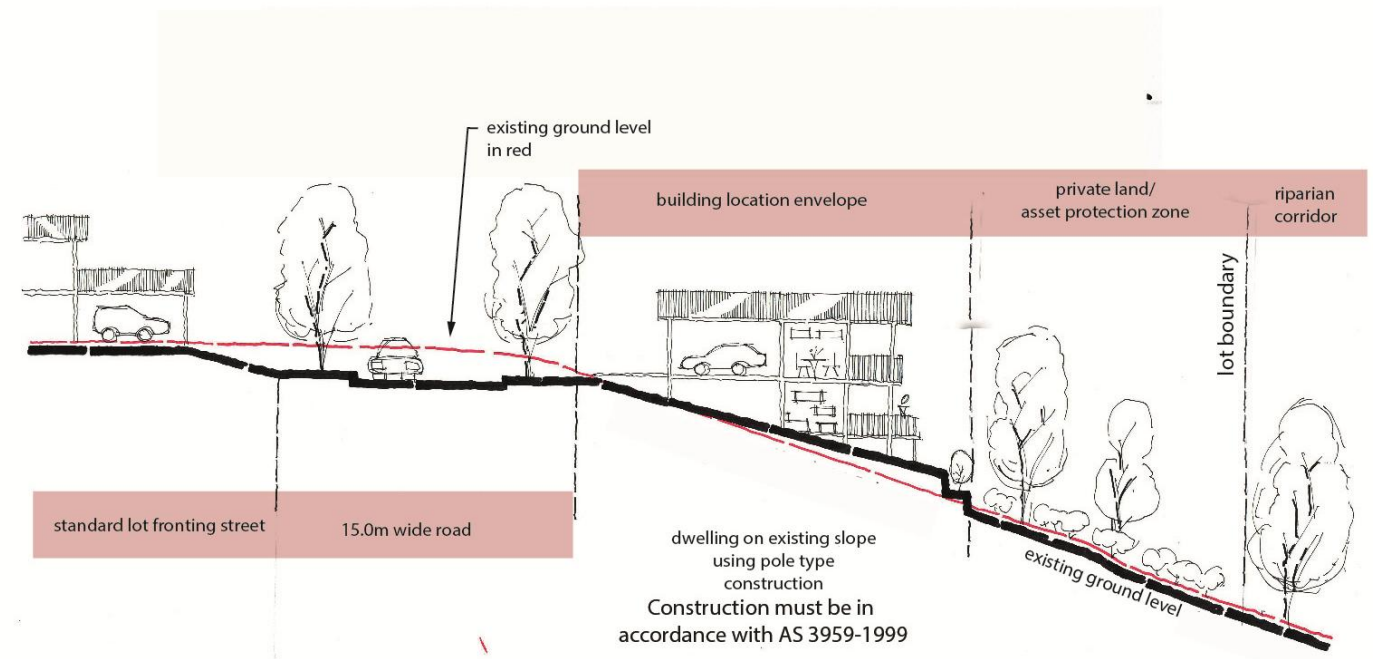 existing ground level
in red
building location envelope
private land/
asset protection zone
riparian
corridor
lot boundary
standard lot fronting street
15.0m wide road
dwelling on existing slope
using pole type
construction
Construction must be in
accordance with AS 3959-1999
existing ground level